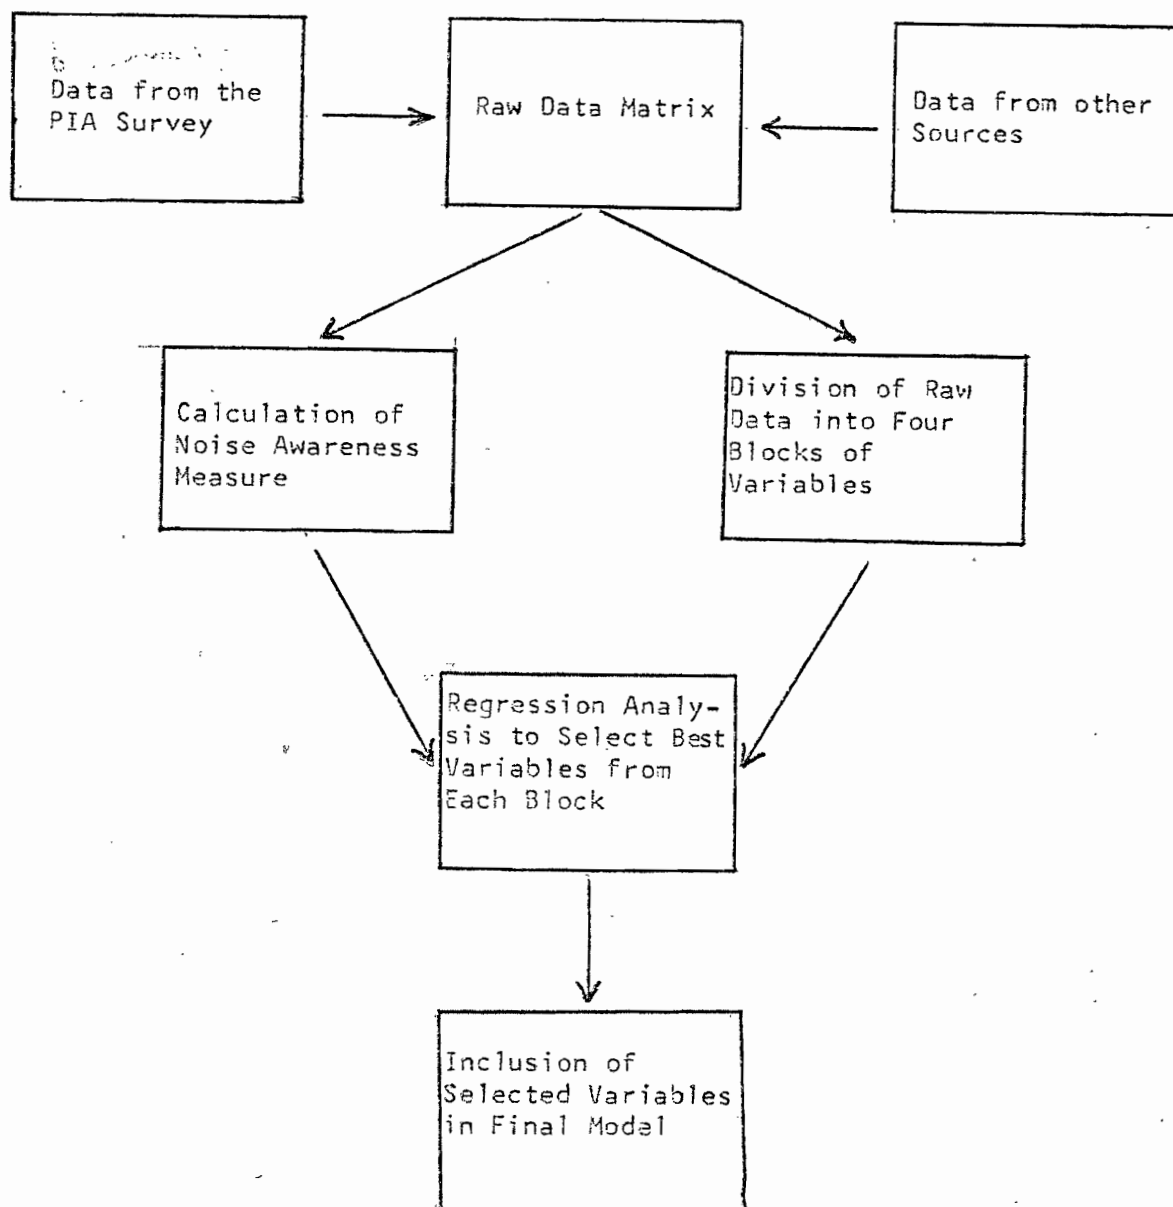 Data from the
PIA Survey
Raw Data Matrix
Data from other
Sources
Calculation of
Noise Awareness
Measure
Division of Raw
Data into Four
Blocks of
Variables
Regression Analy-
sis to Select Best
Variables from
Each Block
Inclusion of
Selected Variables
in Final Model